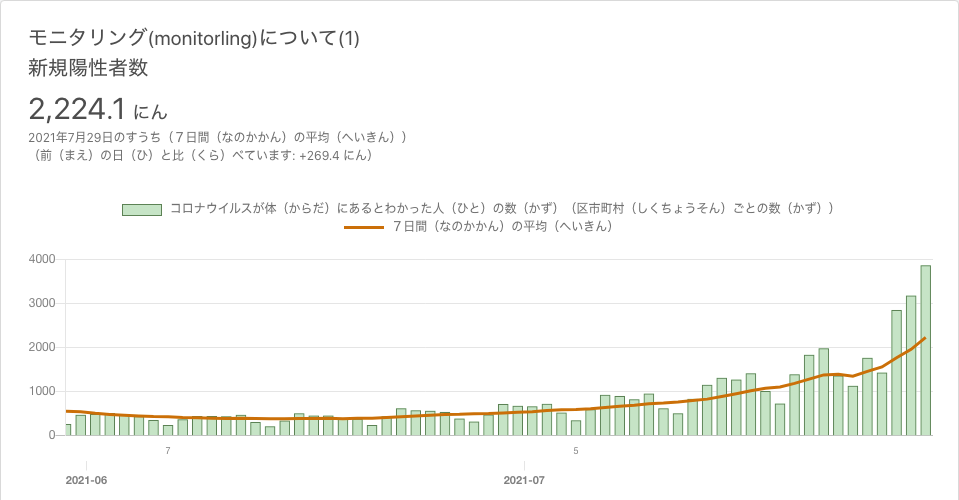 モニタリング(monitorling)について(1)
新規陽性者数
2,224.1 にん
2021年7月29日のすうち（７日間（なのかかん）の平均（へいきん））
（前（まえ）の日（ひ）と比（くら）べています: +269.4 にん）
コロナウイルスが体（からだ）にあるとわかった人（ひと）の数（かず）（区市町村（しくちょうそん）ごとの数（かず））
７日間（なのかかん）の平均（へいきん）
4000
3000
2000
1000
0
7 5
2021-06 2021-07